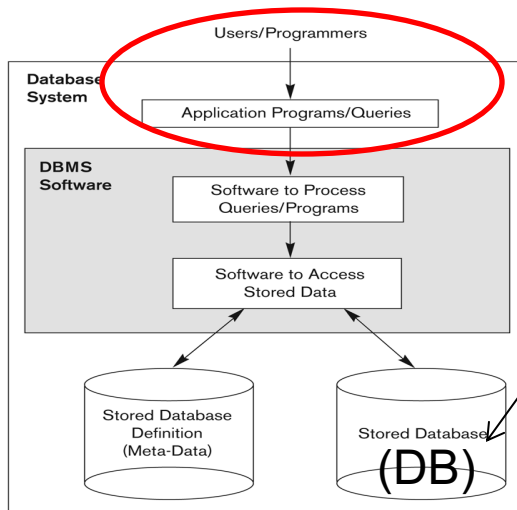 Users/Programmers
Database
System
Application Programs/Queries
DBMS
Software
Software to Process
Queries/Programs
Software to Access
Stored Data
Stored Database
Definition
(Meta-Data)
Stored Database
(DB)